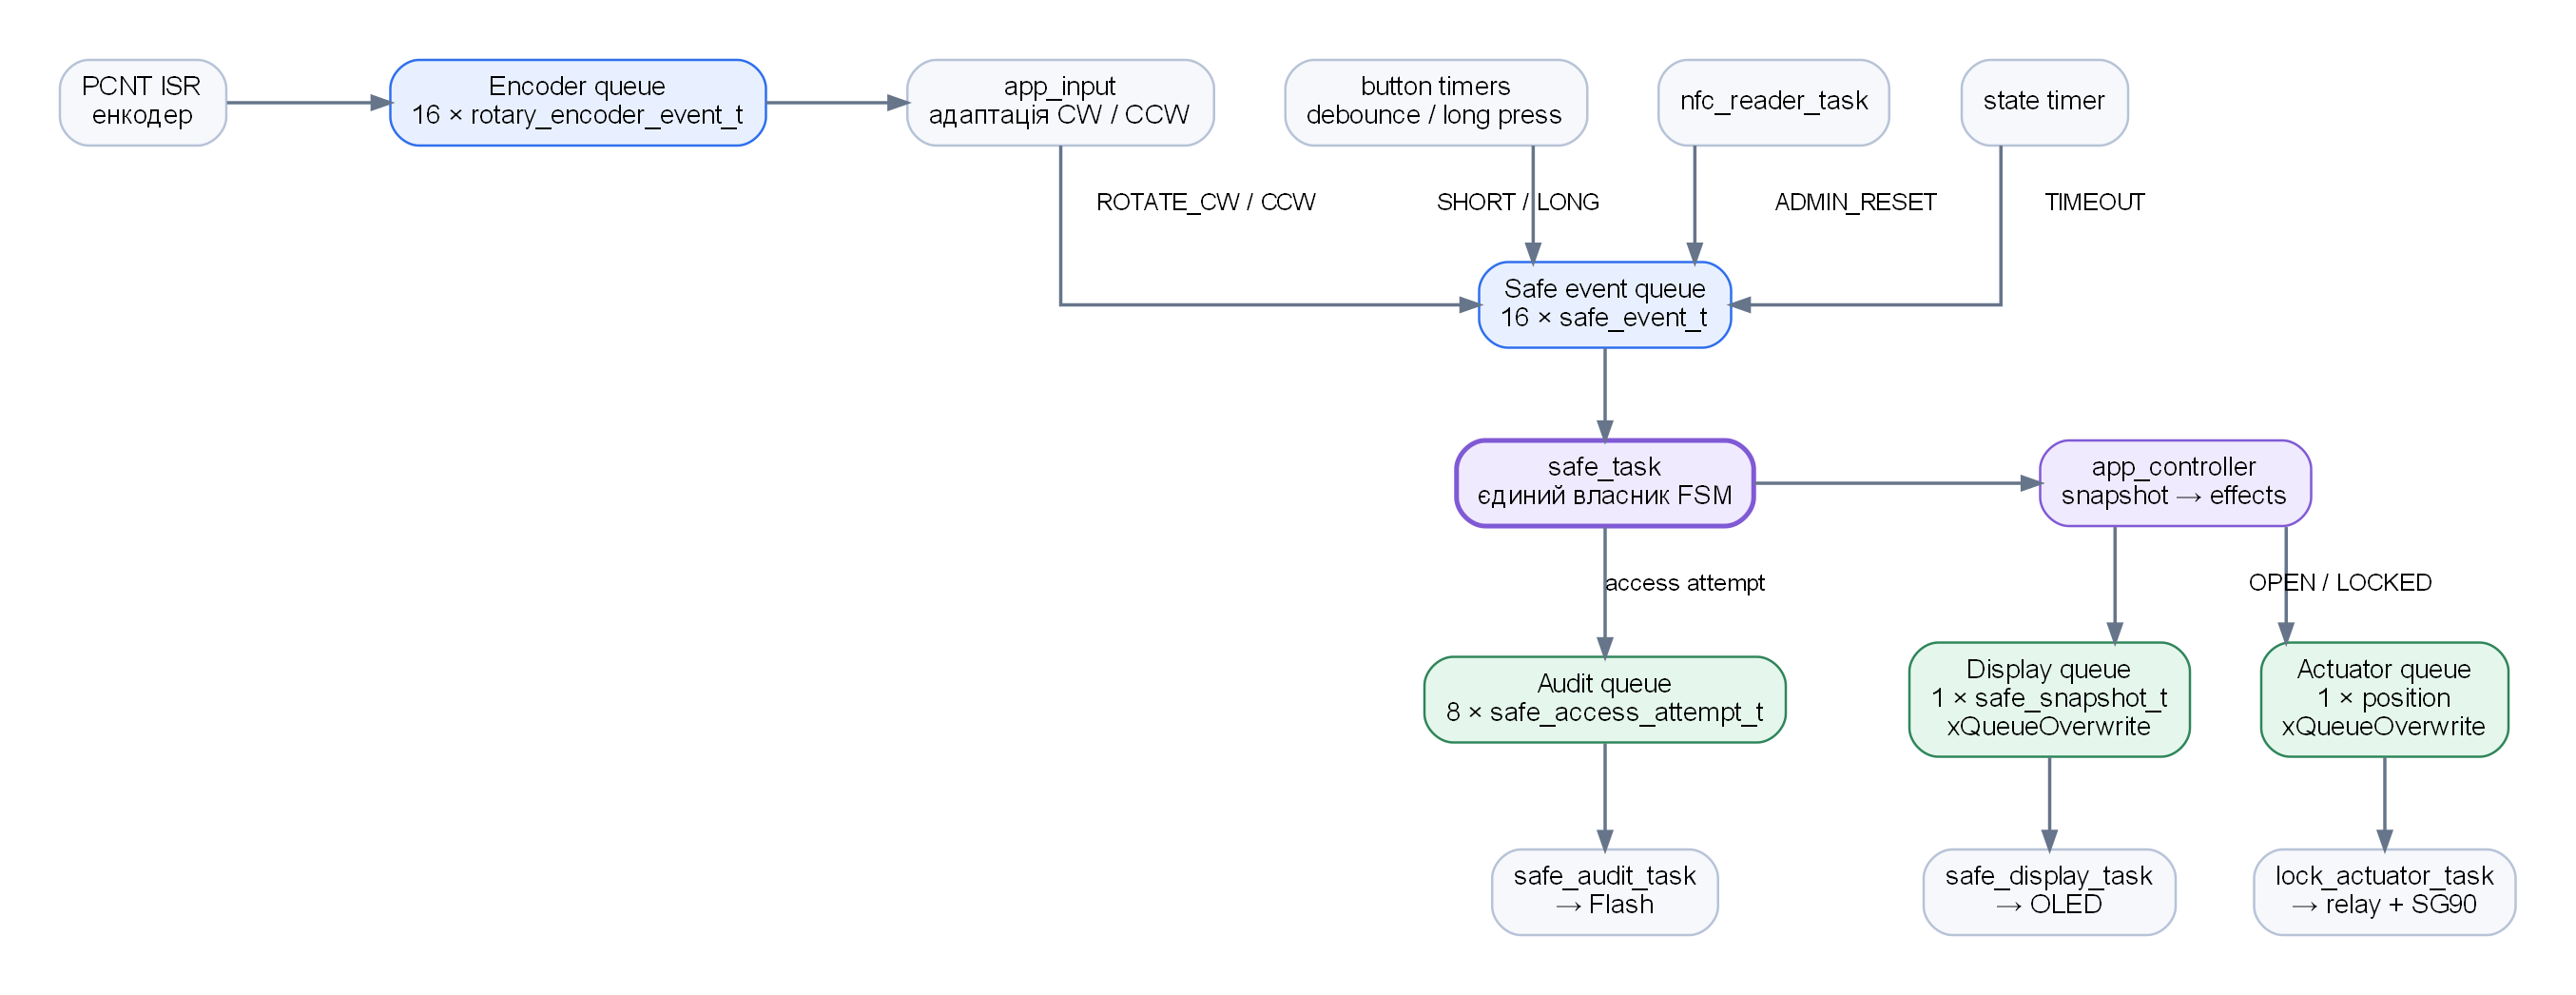 PCNT ISR
енкодер
Encoder queue
16 × rotary_encoder_event_t
app_input
адаптація CW / CCW
button timers
debounce / long press
nfc_reader_task
state timer
ROTATE_CW / CCW
SHORT / LONG
ADMIN_RESET
TIMEOUT
Safe event queue
16 × safe_event_t
safe_task
єдиний власник FSM
app_controller
snapshot → effects
access attempt
OPEN / LOCKED
Audit queue
8 × safe_access_attempt_t
Display queue
1 × safe_snapshot_t
xQueueOverwrite
Actuator queue
1 × position
xQueueOverwrite
safe_audit_task
→ Flash
safe_display_task
→ OLED
lock_actuator_task
→ relay + SG90